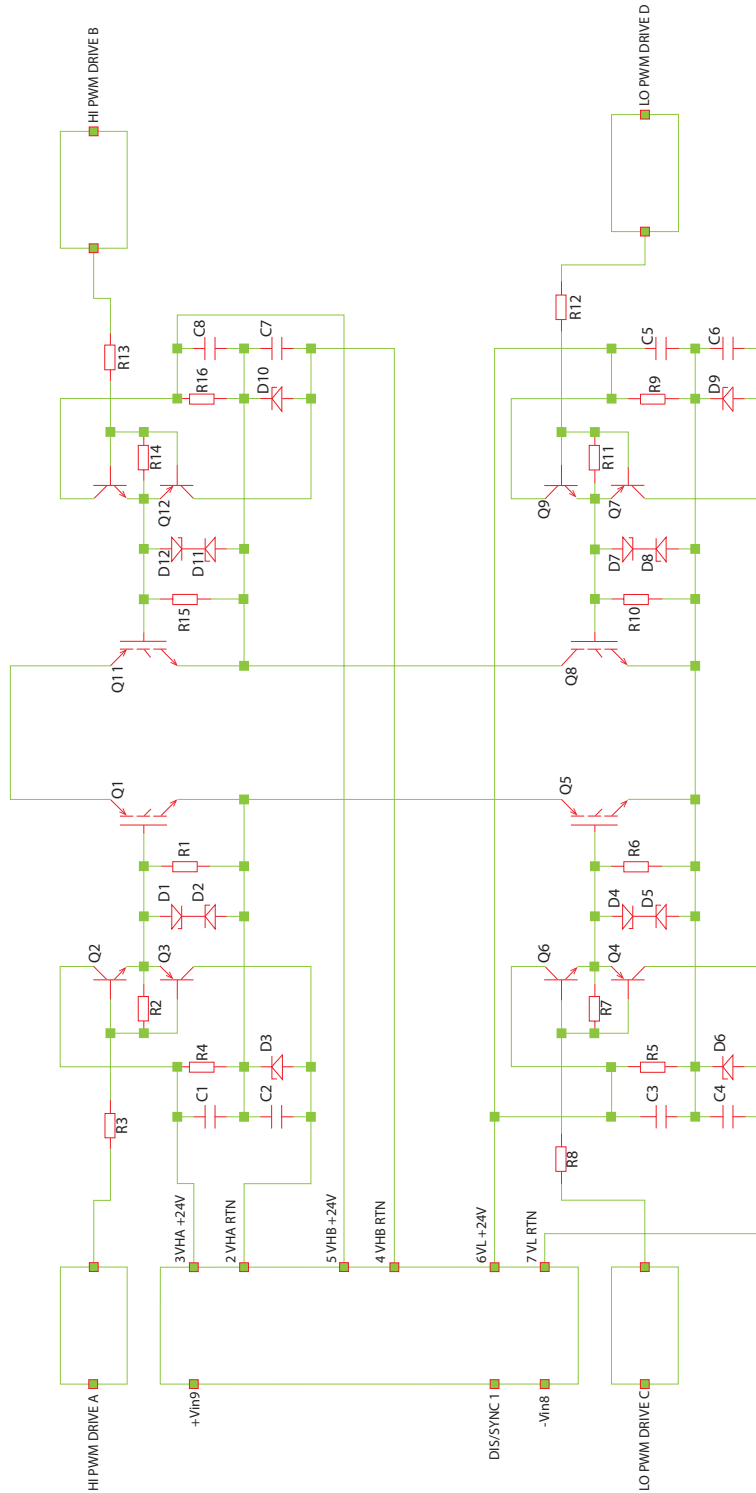 HI PWM DRIVE B
LO PWM DRIVE D
R13
R12
C8
C7
R16
D10
C5
C6
R9
D9
R14
Q12
R11
Q9
Q7
D12
D11
D7
D8
R15
R10
Q11
Q8
Q1
Q5
R1
R6
D1
D2
D4
D5
Q2
Q3
Q6
Q4
R2
R7
R4
D3
R5
D6
C1
C2
C3
C4
R3
R8
3VHA +24V
2 VHA RTN
5 VHB +24V
4 VHB RTN
6VL +24V
7 VL RTN
+Vin9
DIS/SYNC 1
-Vin8
HI PWM DRIVE A
LO PWM DRIVE C